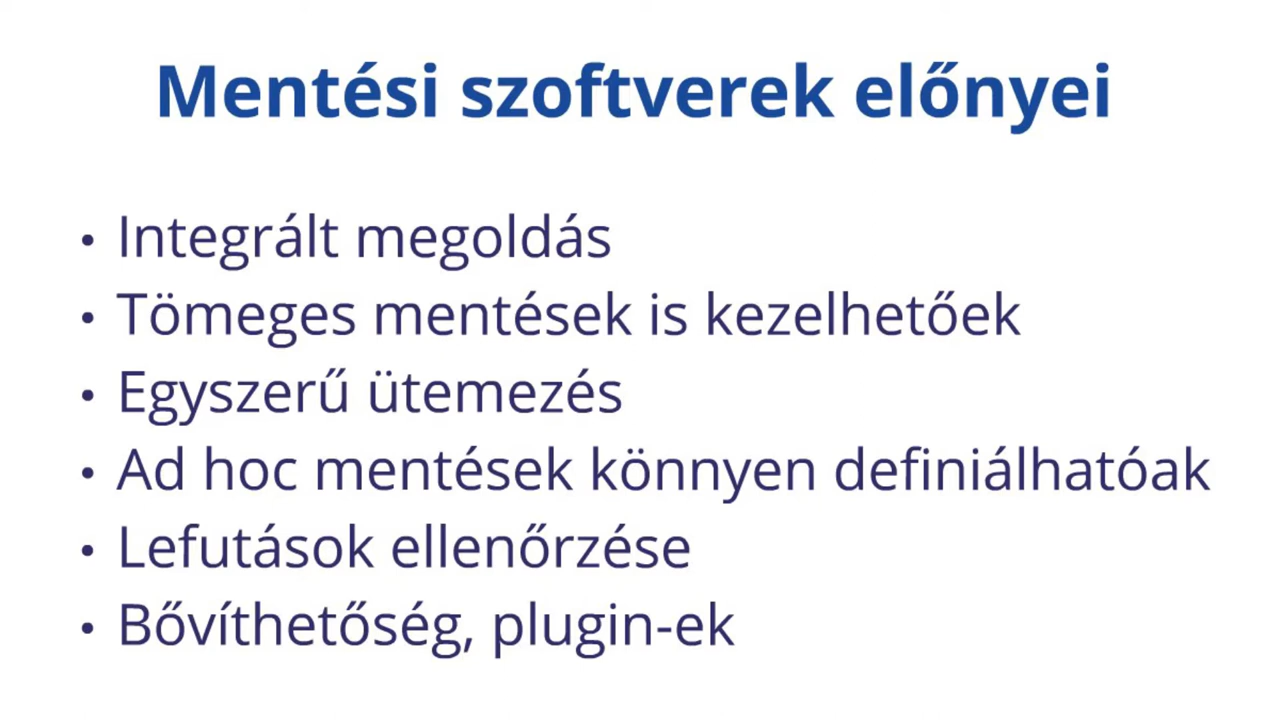 Mentési szoftverek előnyei
• Integrált megoldás
• Tömeges mentések is kezelhetőek
• Egyszerű ütemezés
• Ad hoc mentések könnyen definiálhatóak
• Lefutások ellenőrzése
• Bővíthetőség, plugin-ek